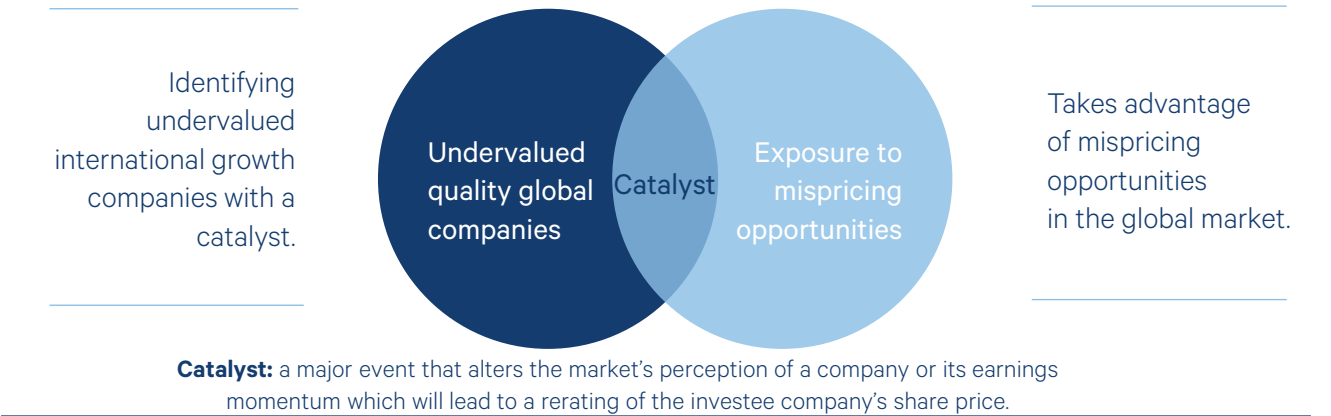 Identifying
undervalued
international growth
companies with a
catalyst.
Undervalued
quality global
companies
Catalyst
Exposure to
mispricing
opportunities
Takes advantage
of mispricing
opportunities
in the global market.
Catalyst: a major event that alters the market’s perception of a company or its earnings
momentum which will lead to a rerating of the investee company’s share price.